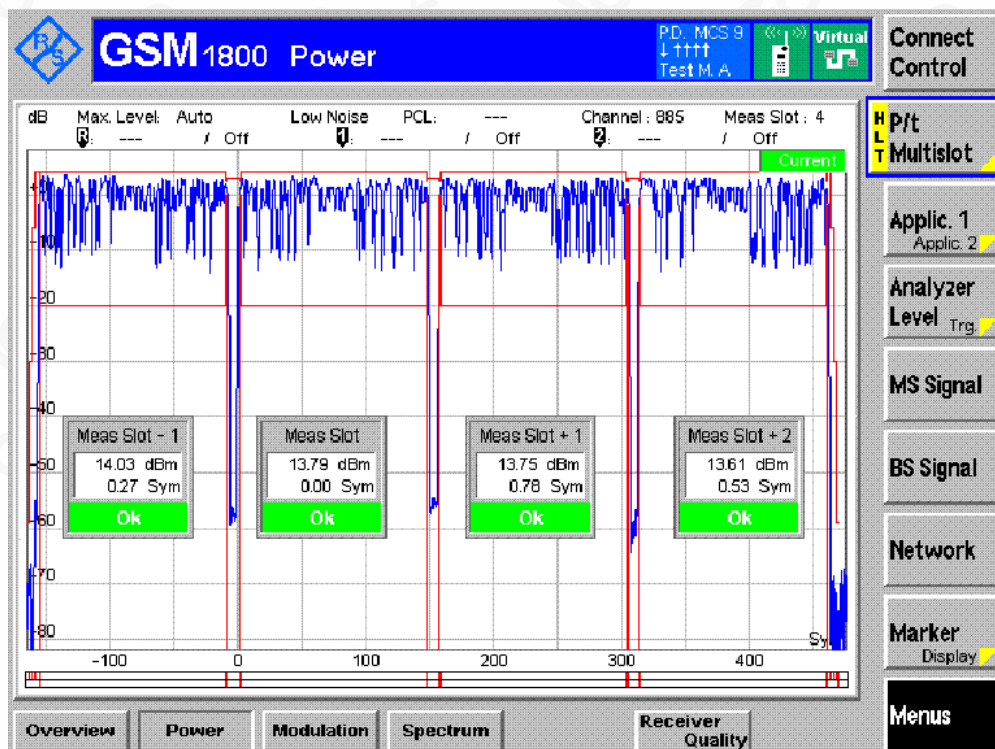 R/S
GSM 1800 Power
P.D. MCS 9
↓ ↑↑↑↑
Test M. A
Virtual
Connect
Control
dB Max. Level: Auto Low Noise PCL: --- Channel : 885 Meas Slot : 4
R: --- / Off 1: --- / Off 2: --- / Off
Current
H L T
P/t
Multislot
Applic. 1
Applic. 2
Analyzer
Level Trg.
MS Signal
BS Signal
Network
Marker
Display
Menus
+0
-10
-20
-30
-40
-50
-60
-70
-80
Meas Slot - 1
14.03 dBm
0.27 Sym
Ok
Meas Slot
13.79 dBm
0.00 Sym
Ok
Meas Slot + 1
13.75 dBm
0.78 Sym
Ok
Meas Slot + 2
13.61 dBm
0.53 Sym
Ok
-100 0 100 200 300 400
Overview Power Modulation Spectrum Receiver
Quality